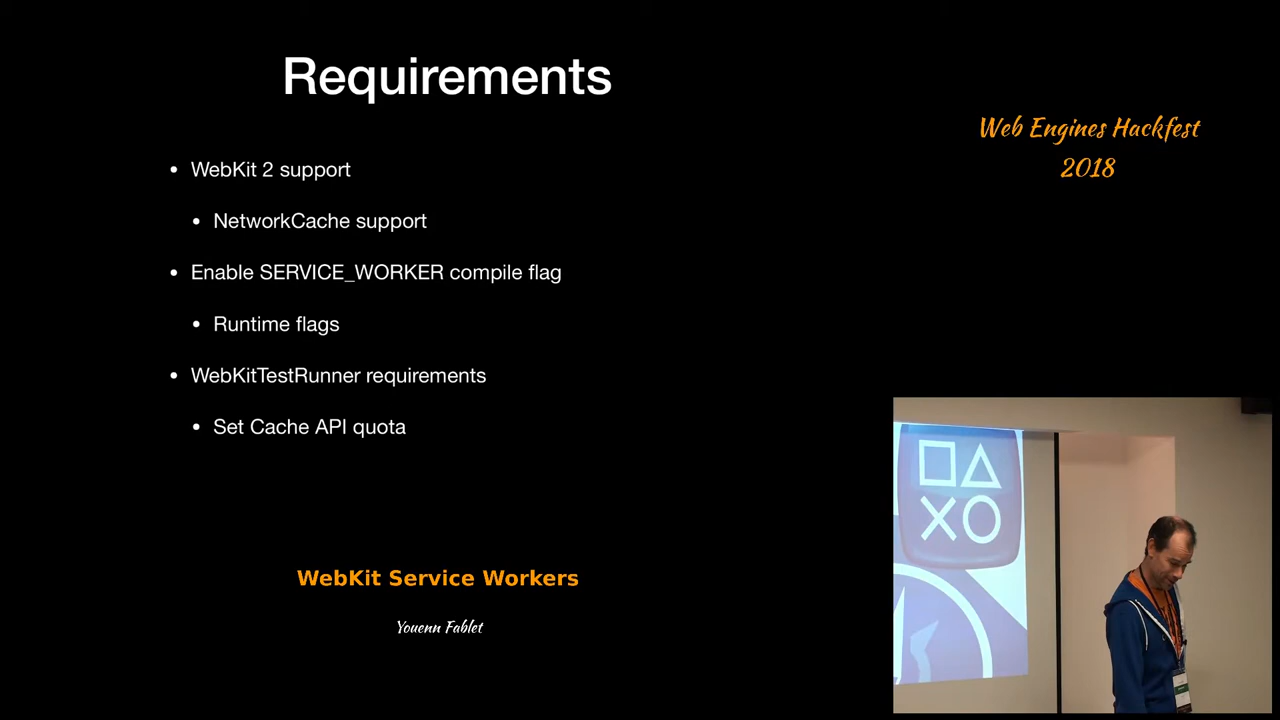 Requirements
Web Engines Hackfest
2018
• WebKit 2 support
• NetworkCache support
• Enable SERVICE_WORKER compile flag
• Runtime flags
• WebKitTestRunner requirements
• Set Cache API quota
WebKit Service Workers
Youenn Fablet